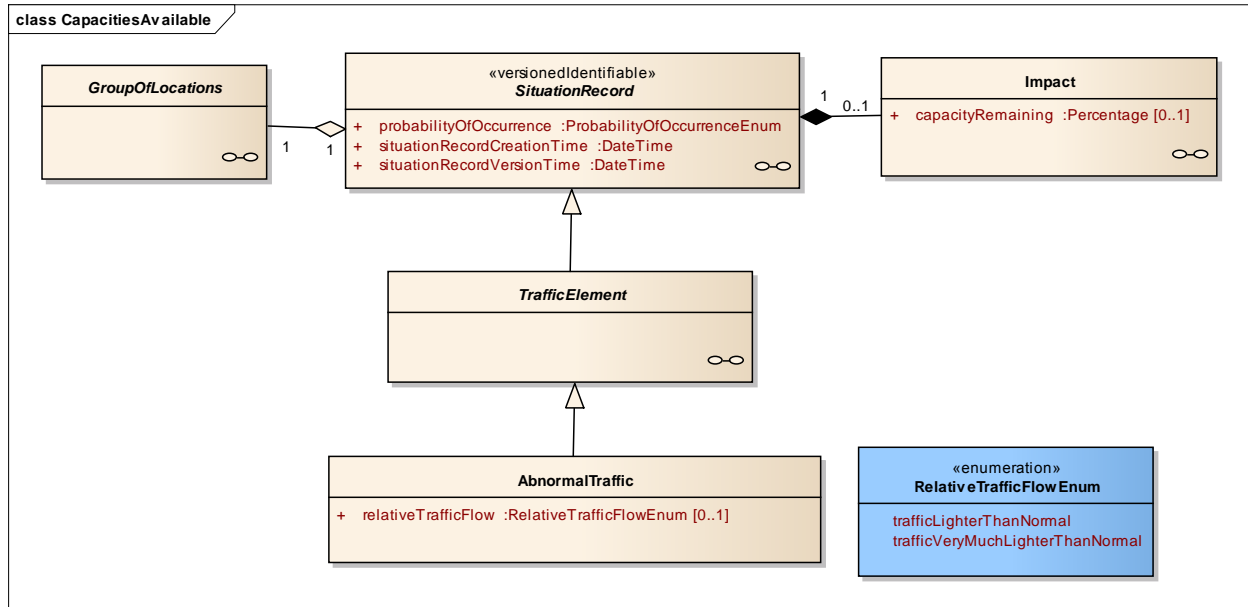 class CapacitiesAvailable
GroupOfLocations
«versionedIdentifiable»
SituationRecord
+ probabilityOfOccurrence :ProbabilityOfOccurrenceEnum
+ situationRecordCreationTime :DateTime
+ situationRecordVersionTime :DateTime
Impact
+ capacityRemaining :Percentage [0..1]
1
1
1
0..1
TrafficElement
AbnormalTraffic
+ relativeTrafficFlow :RelativeTrafficFlowEnum [0..1]
«enumeration»
RelativeTrafficFlowEnum
trafficLighterThanNormal
trafficVeryMuchLighterThanNormal